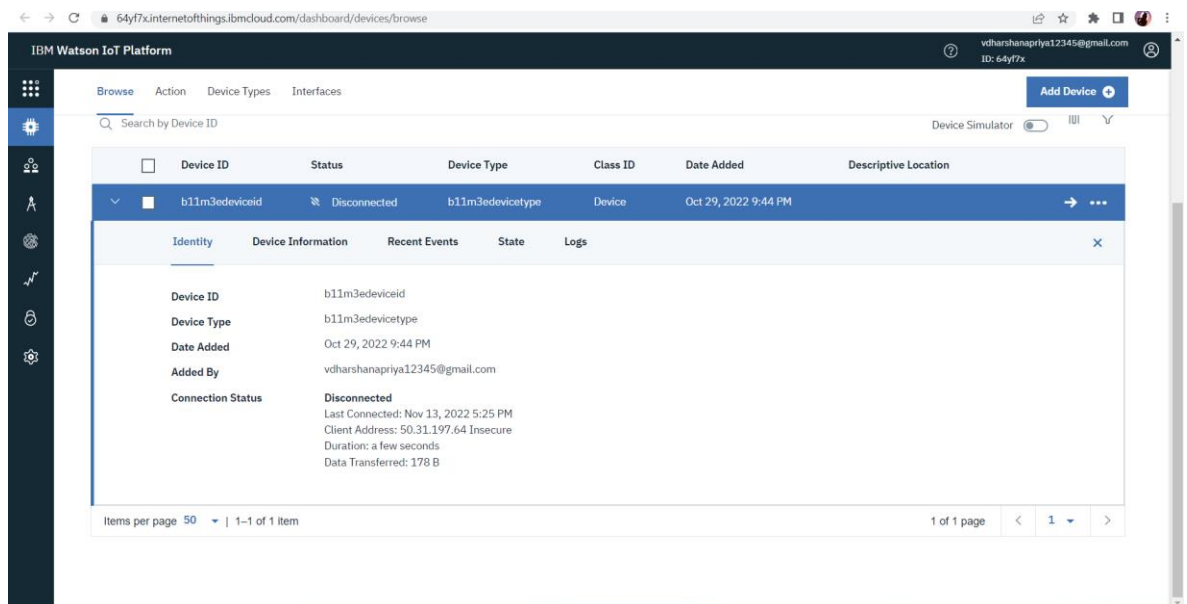 64yf7x.internetofthings.ibmcloud.com/dashboard/devices/browse
IBM Watson IoT Platform
vdharshanapriya12345@gmail.com
ID: 64yf7x
Browse Action Device Types Interfaces
Add Device
Search by Device ID
Device Simulator
Device ID Status Device Type Class ID Date Added Descriptive Location
b11m3edeviceid Disconnected b11m3edevicetype Device Oct 29, 2022 9:44 PM
Identity Device Information Recent Events State Logs
Device ID b11m3edeviceid
Device Type b11m3edevicetype
Date Added Oct 29, 2022 9:44 PM
Added By vdharshanapriya12345@gmail.com
Connection Status Disconnected
Last Connected: Nov 13, 2022 5:25 PM
Client Address: 50.31.197.64 Insecure
Duration: a few seconds
Data Transferred: 178 B
Items per page 50 | 1–1 of 1 item 1 of 1 page 1